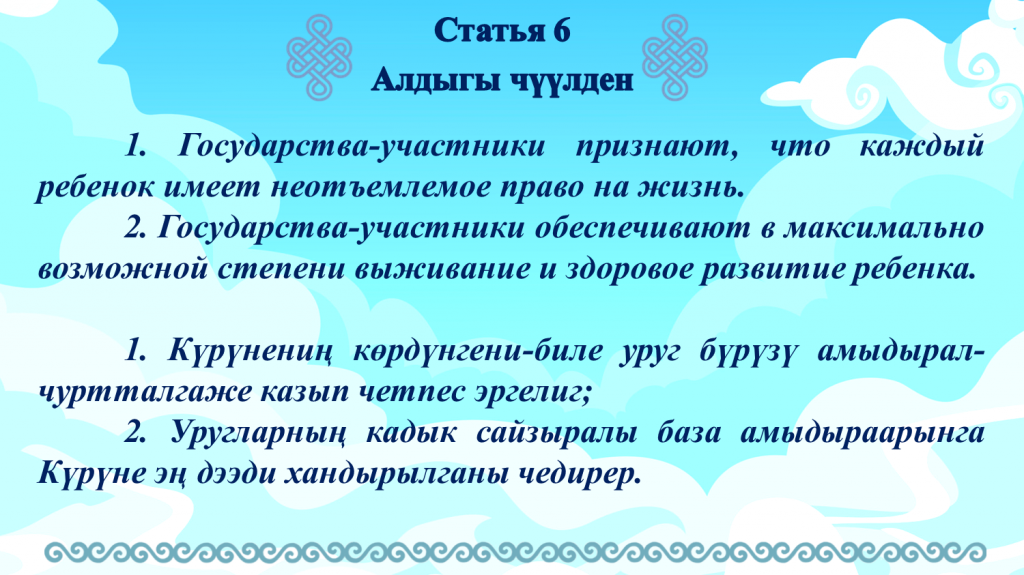 Статья 6
Алдыгы чүүлден
1. Государства-участники признают, что каждый
ребенок имеет неотъемлемое право на жизнь.
2. Государства-участники обеспечивают в максимально
возможной степени выживание и здоровое развитие ребенка.
1. Күрүнениң көрдүнгени-биле уруг бүрүзү амыдырал-
чуртталгаже казып четпес эргелиг;
2. Уругларның кадык сайзыралы база амыдыраарынга
Күрүне эң дээди хандырылганы чедирер.